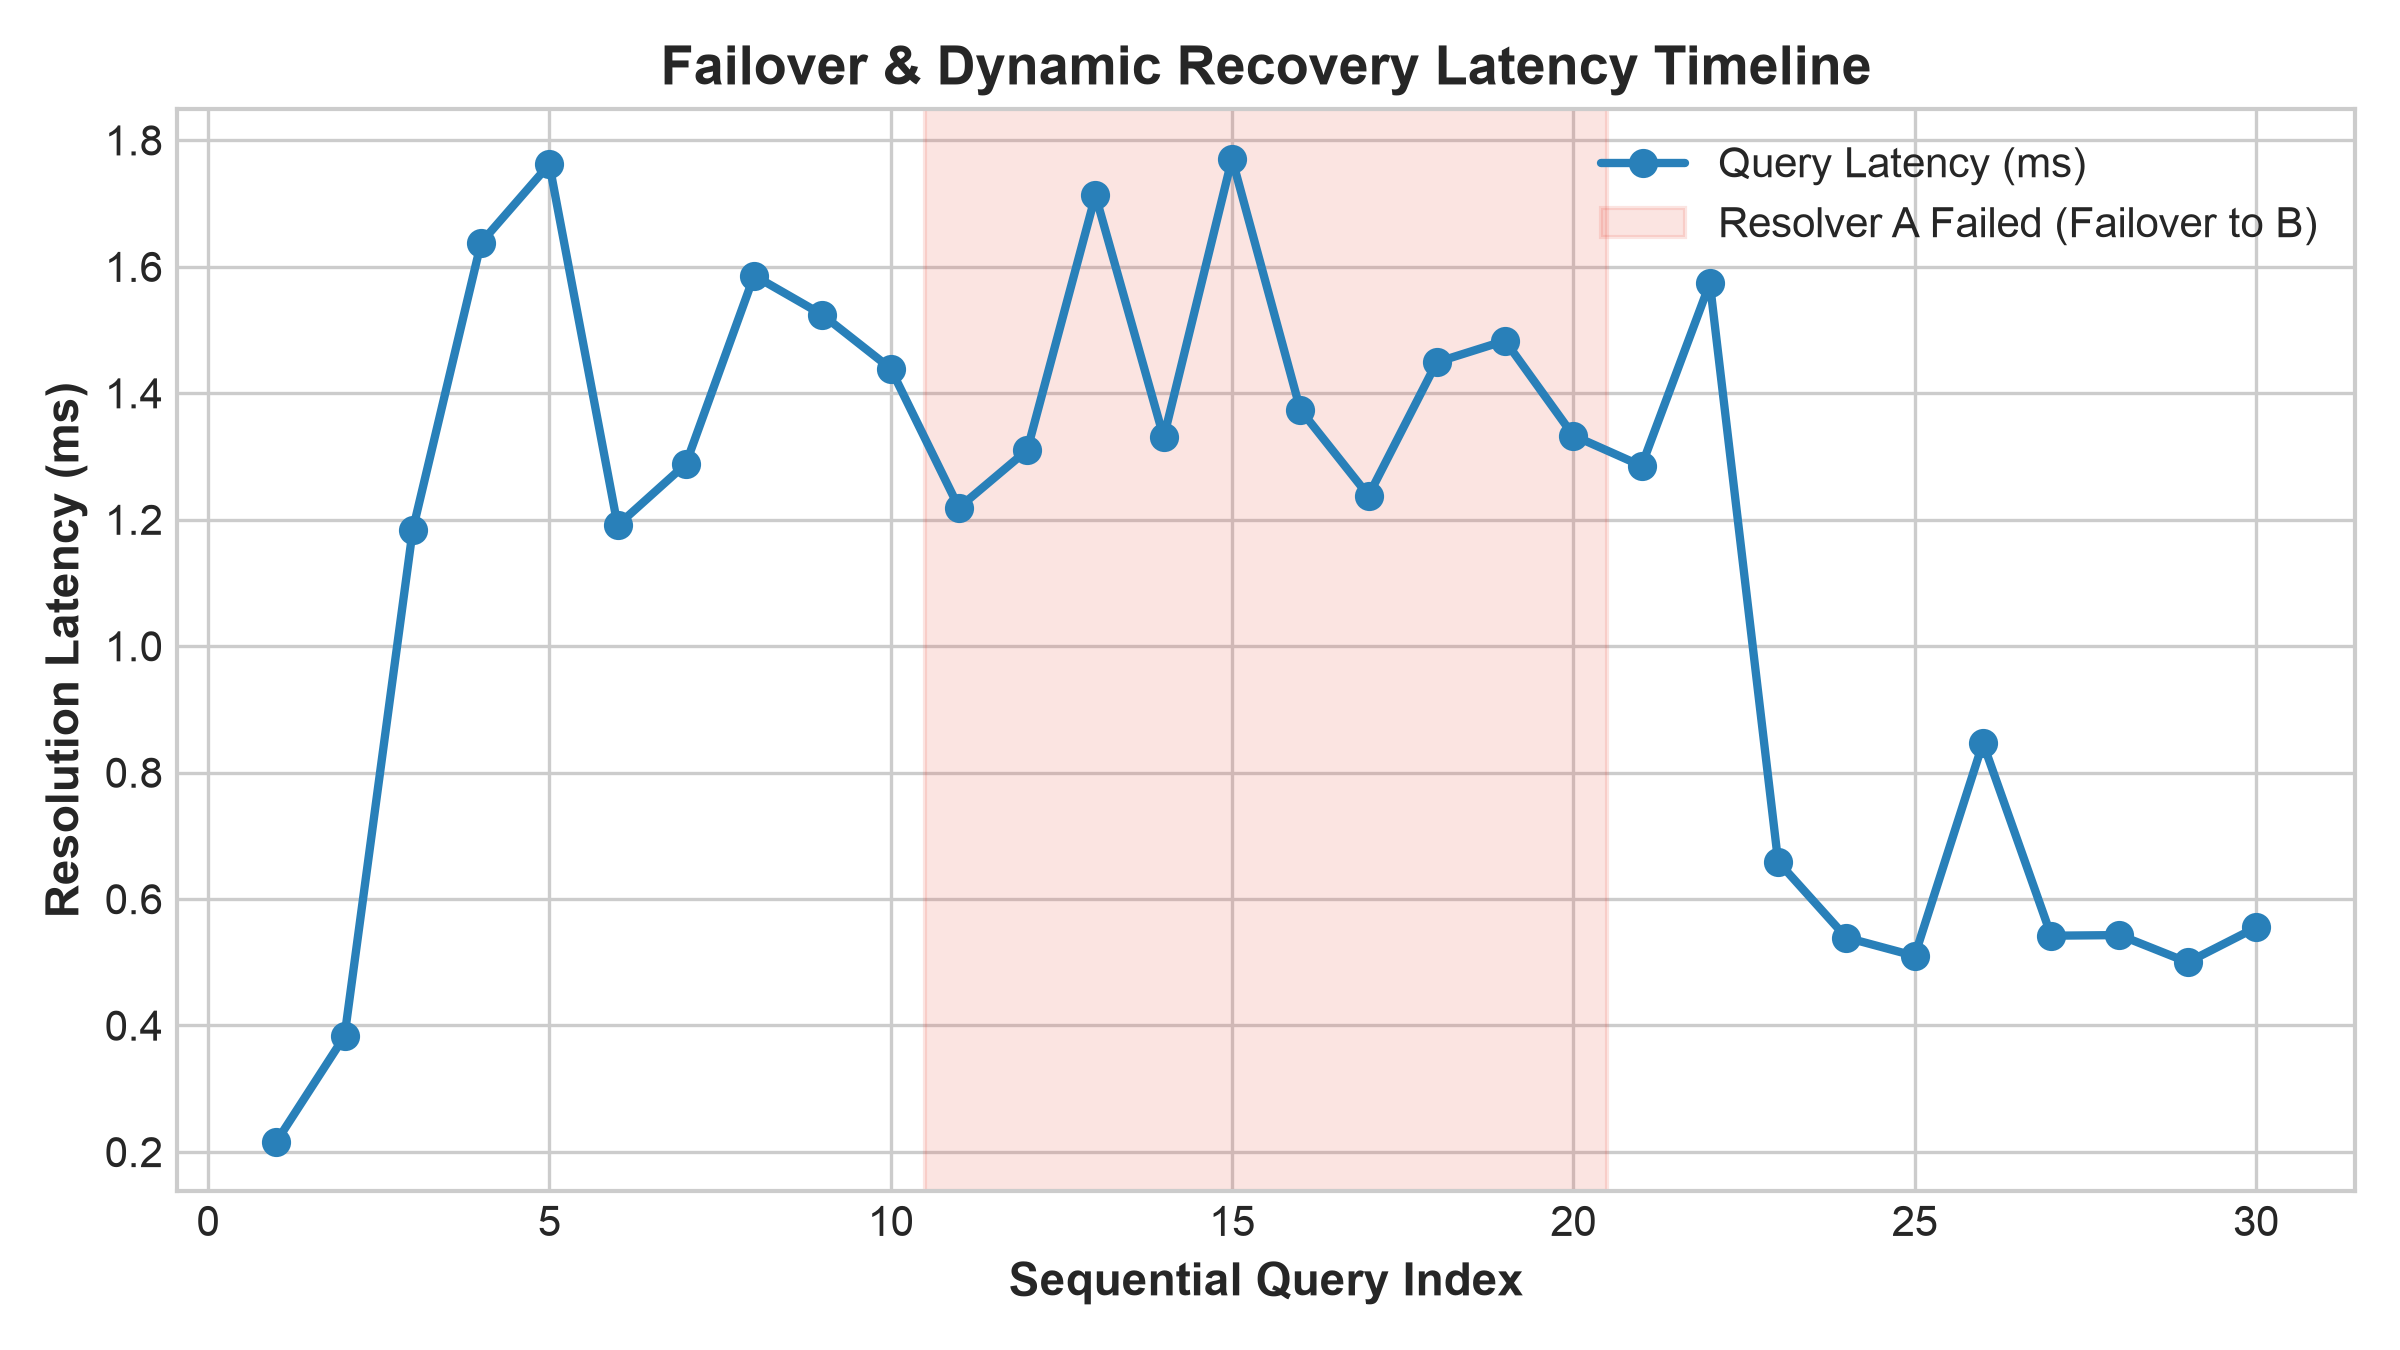 Failover & Dynamic Recovery Latency Timeline
Query Latency (ms)
Resolver A Failed (Failover to B)
Resolution Latency (ms)
1.8
1.6
1.4
1.2
1.0
0.8
0.6
0.4
0.2
0 5 10 15 20 25 30
Sequential Query Index